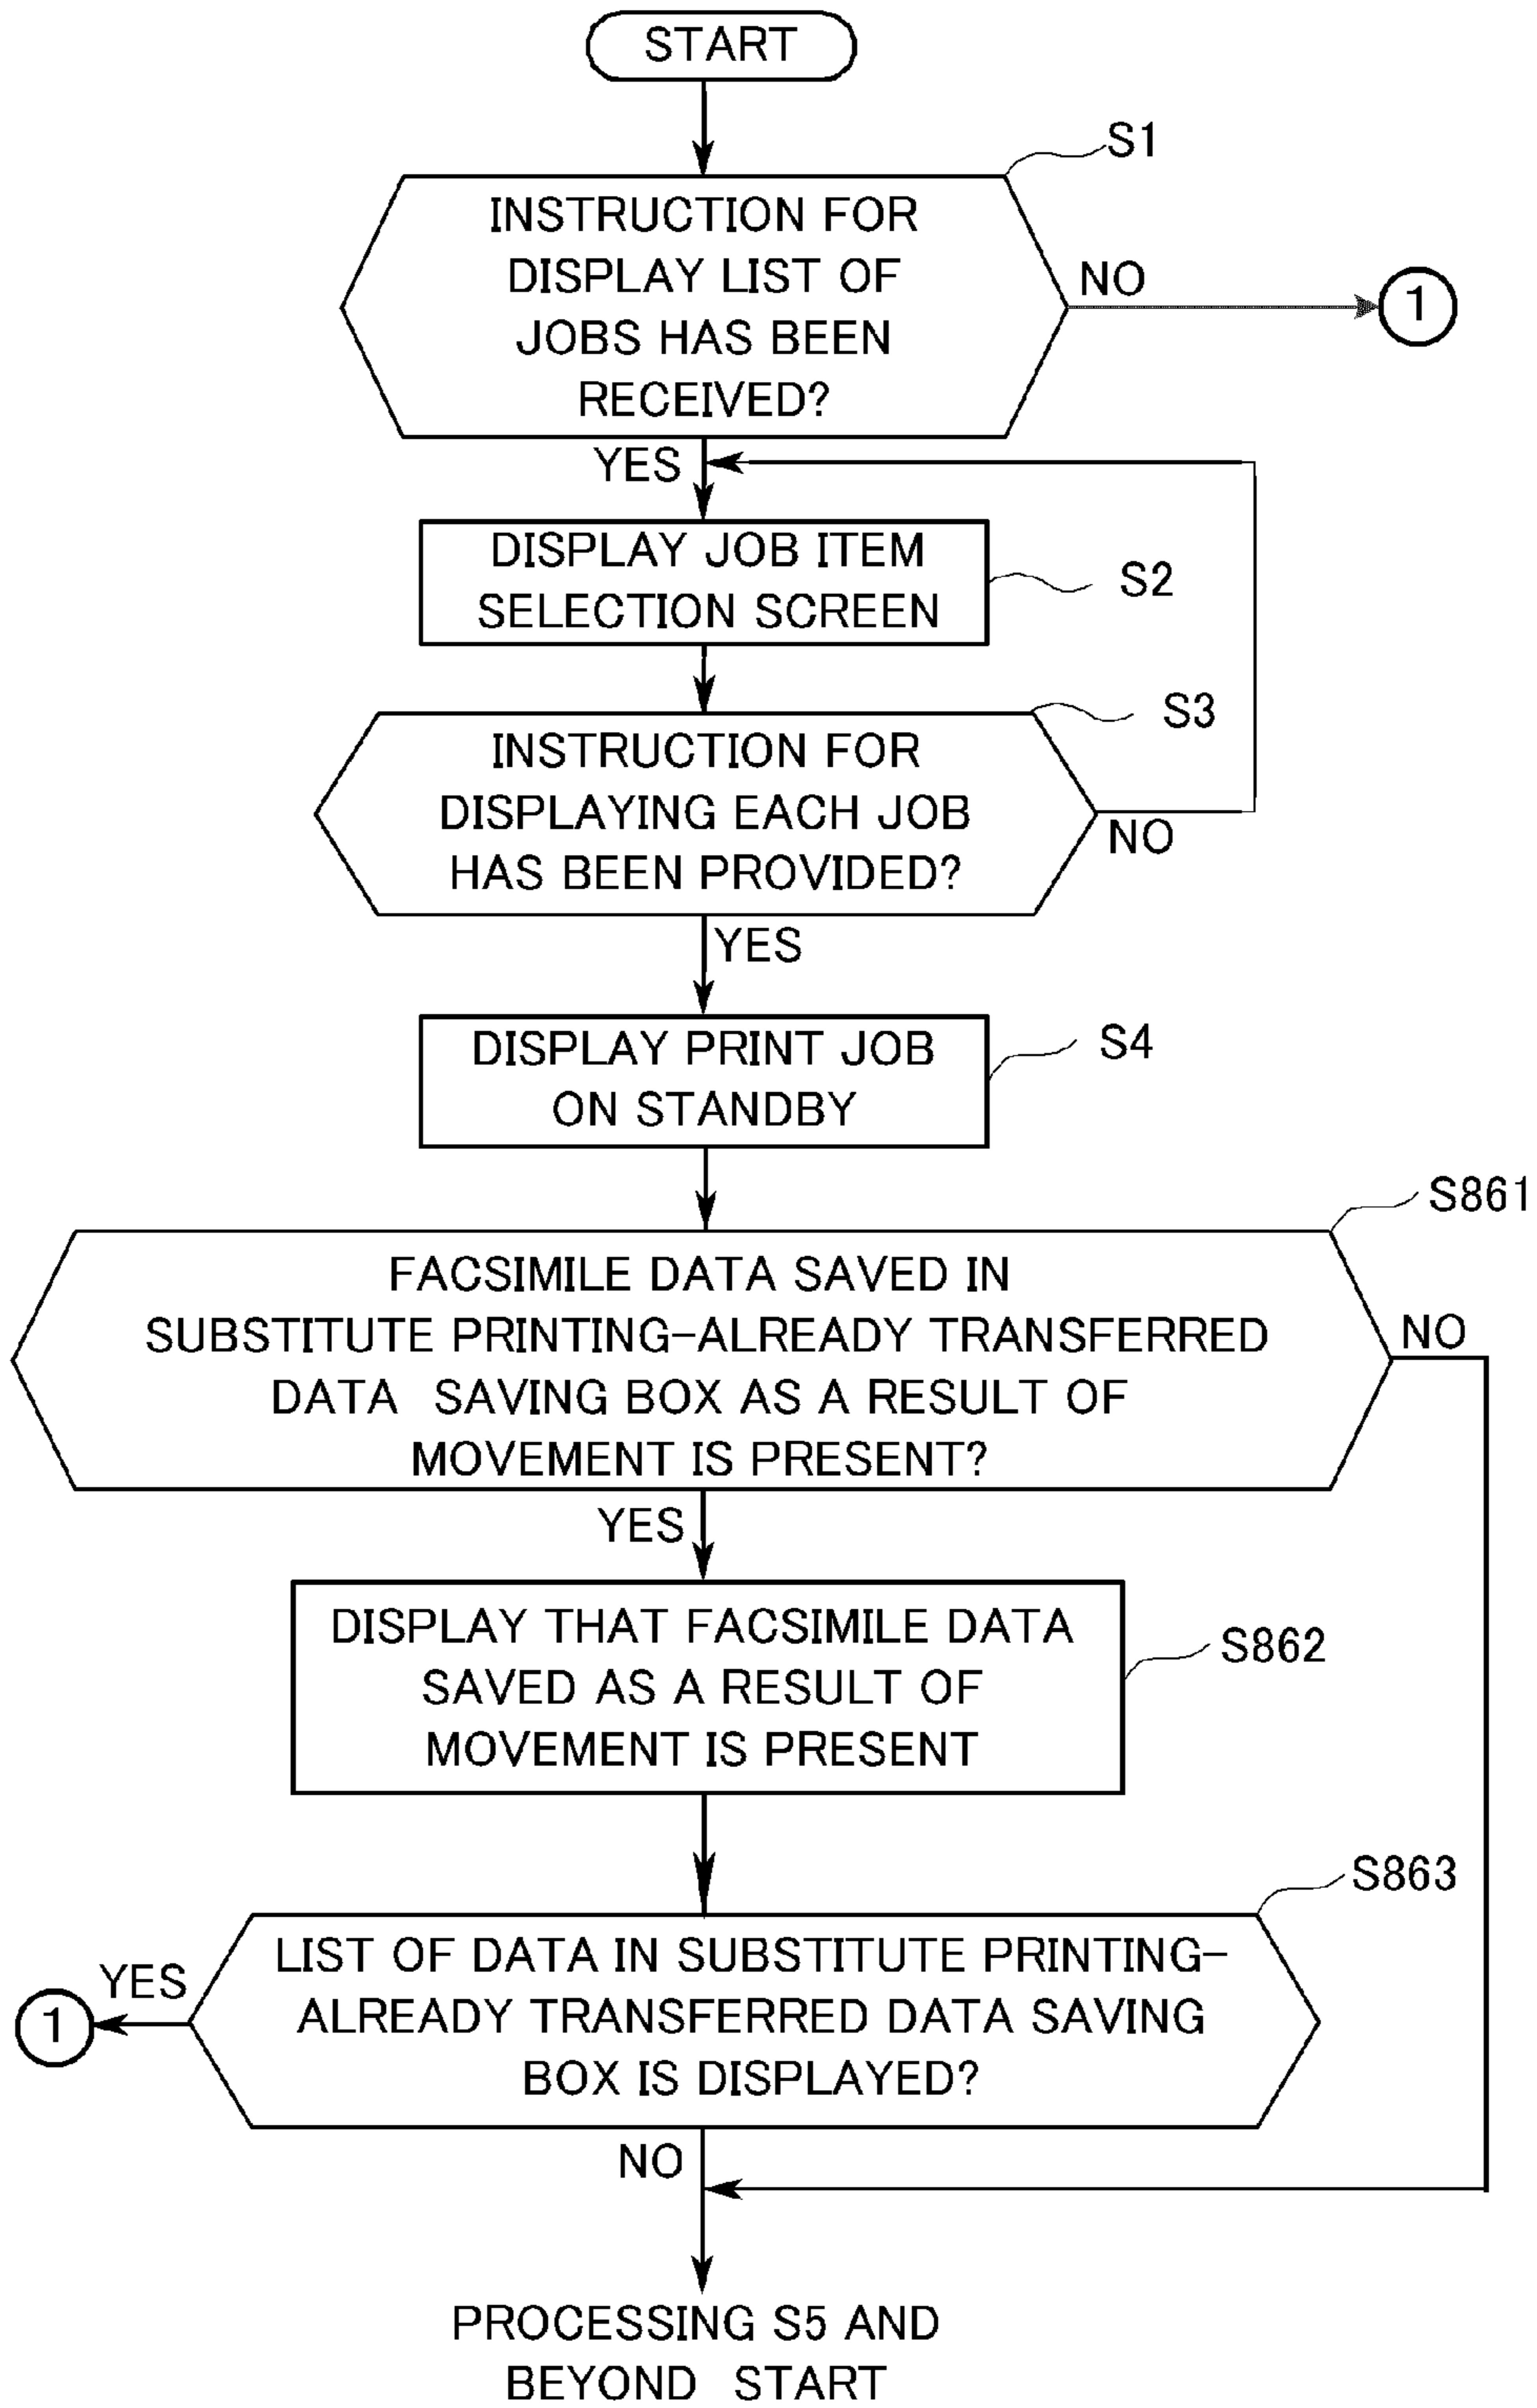 START
S1
INSTRUCTION FOR
DISPLAY LIST OF
JOBS HAS BEEN
RECEIVED?
NO
1
YES
DISPLAY JOB ITEM
SELECTION SCREEN
S2
S3
INSTRUCTION FOR
DISPLAYING EACH JOB
HAS BEEN PROVIDED?
NO
YES
DISPLAY PRINT JOB
ON STANDBY
S4
S861
FACSIMILE DATA SAVED IN
SUBSTITUTE PRINTING-ALREADY TRANSFERRED
DATA SAVING BOX AS A RESULT OF
MOVEMENT IS PRESENT?
NO
YES
DISPLAY THAT FACSIMILE DATA
SAVED AS A RESULT OF
MOVEMENT IS PRESENT
S862
S863
LIST OF DATA IN SUBSTITUTE PRINTING-
ALREADY TRANSFERRED DATA SAVING
BOX IS DISPLAYED?
YES
1
NO
PROCESSING S5 AND
BEYOND START